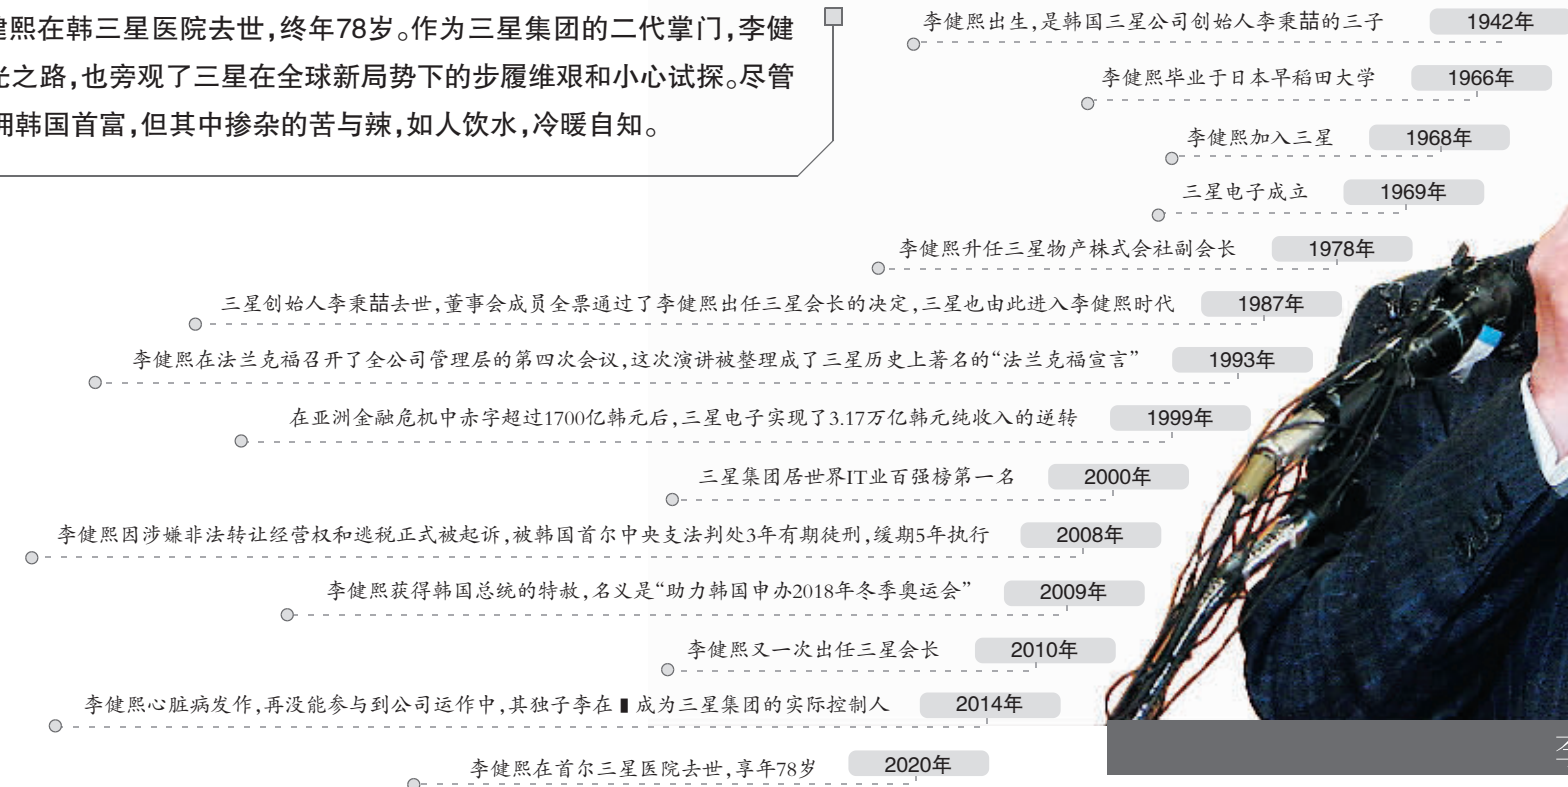 健熙在韩三星医院去世,终年78岁。作为三星集团的二代掌门,李健
光之路,也旁观了三星在全球新局势下的步履维艰和小心试探。尽管
韩国首富,但其中掺杂的苦与辣,如人饮水,冷暖自知。
李健熙出生,是韩国三星公司创始人李秉喆的三子 1942年
李健熙毕业于日本早稻田大学 1966年
李健熙加入三星 1968年
三星电子成立 1969年
李健熙升任三星物产株式会社副会长 1978年
三星创始人李秉喆去世,董事会成员全票通过了李健熙出任三星会长的决定,三星也由此进入李健熙时代 1987年
李健熙在法兰克福召开了全公司管理层的第四次会议,这次演讲被整理成了三星历史上著名的“法兰克福宣言” 1993年
在亚洲金融危机中赤字超过1700亿韩元后,三星电子实现了3.17万亿韩元纯收入的逆转 1999年
三星集团居世界IT业百强榜第一名 2000年
李健熙因涉嫌非法转让经营权和逃税正式被起诉,被韩国首尔中央支法判处3年有期徒刑,缓期5年执行 2008年
李健熙获得韩国总统的特赦,名义是“助力韩国申办2018年冬季奥运会” 2009年
李健熙又一次出任三星会长 2010年
李健熙心脏病发作,再没能参与到公司运作中,其独子李在▮成为三星集团的实际控制人 2014年
李健熙在首尔三星医院去世,享年78岁 2020年